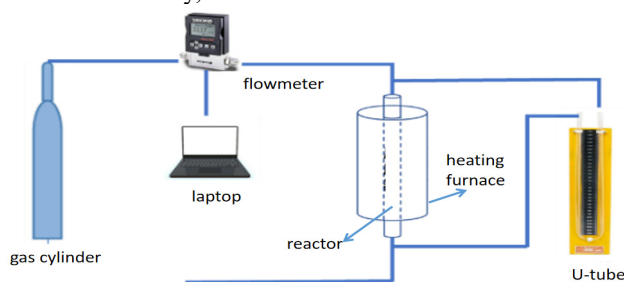 flowmeter
laptop
heating
furnace
reactor
gas cylinder
U-tube